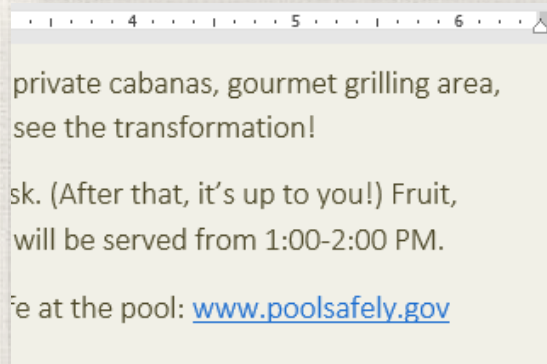 4 5 6
private cabanas, gourmet grilling area,
see the transformation!
sk. (After that, it's up to you!) Fruit,
will be served from 1:00-2:00 PM.
fe at the pool: www.poolsafely.gov